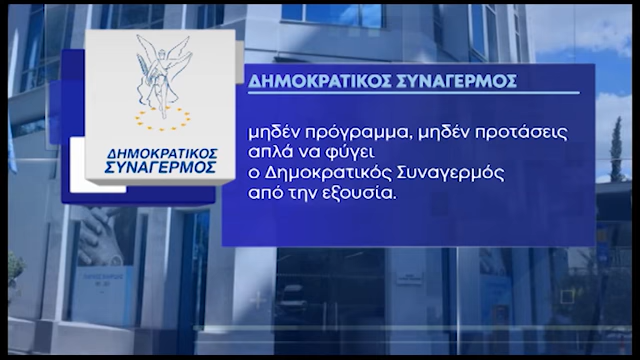 ΔΗΜΟΚΡΑΤΙΚΟΣ
ΣΥΝΑΓΕΡΜΟΣ
ΔΗΜΟΚΡΑΤΙΚΟΣ ΣΥΝΑΓΕΡΜΟΣ
μηδέν πρόγραμμα, μηδέν προτάσεις
απλά να φύγει
ο Δημοκρατικός Συναγερμός
από την εξουσία.